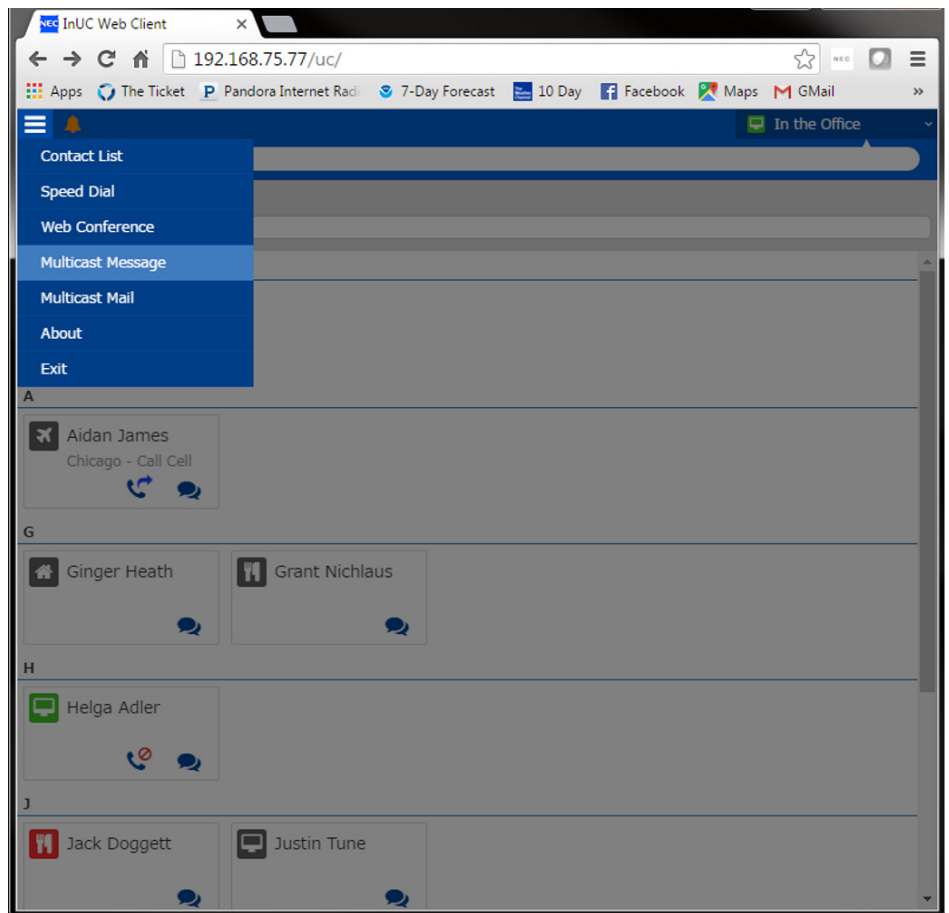 NEC InUC Web Client
192.168.75.77/uc/
NEC
Apps The Ticket P Pandora Internet Radi 7-Day Forecast 10 Day Facebook Maps GMail »
In the Office
Contact List
Speed Dial
Web Conference
Multicast Message
Multicast Mail
About
Exit
A
Aidan James
Chicago - Call Cell
G
Ginger Heath Grant Nichlaus
H
Helga Adler
J
Jack Doggett Justin Tune